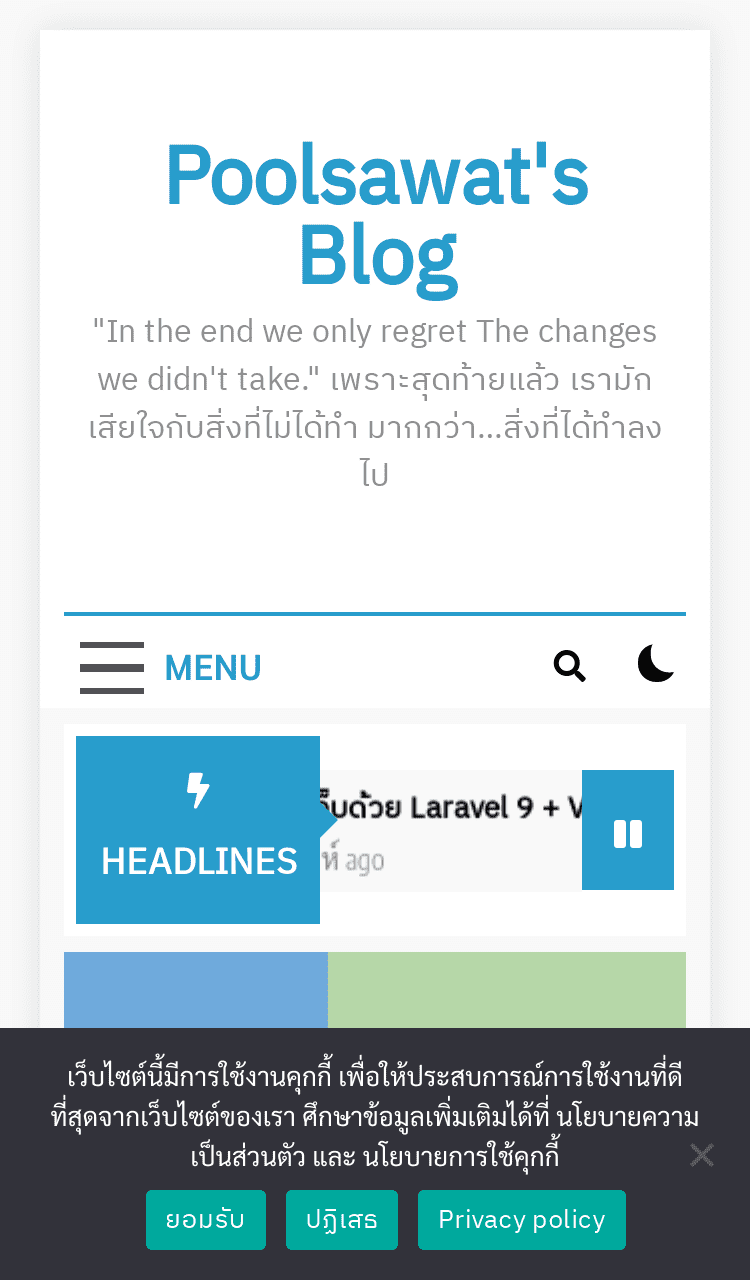 Poolsawat's
Blog
"In the end we only regret The changes
we didn't take." เพราะสุดท้ายแล้ว เรามัก
เสียใจกับสิ่งที่ไม่ได้ทำ มากกว่า...สิ่งที่ได้ทำลง
ไป
MENU
HEADLINES
ด้วย Laravel 9 +
ago
เว็บไซต์นี้มีการใช้งานคุกกี้ เพื่อให้ประสบการณ์การใช้งานที่ดี
ที่สุดจากเว็บไซต์ของเรา ศึกษาข้อมูลเพิ่มเติมได้ที่ นโยบายความ
เป็นส่วนตัว และ นโยบายการใช้คุกกี้
ยอมรับ
ปฏิเสธ
Privacy policy